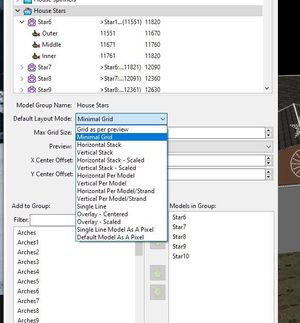 House Stars
Star6 >Star1...(11551) 11820
Outer 11551 11670
Middle 11671 11760
Inner 11761 11820
Star7 >Star6...(11821) 12090
Star8 >Star7...(12091) 12360
Star9 >Star8...(12361) 12630
Model Group Name: House Stars
Default Layout Mode: Minimal Grid
Grid as per preview
Minimal Grid
Max Grid Size:
Horizontal Stack
Vertical Stack
Preview:
Horizontal Stack - Scaled
Vertical Stack - Scaled
X Center Offset:
Horizontal Per Model
Vertical Per Model
Y Center Offset:
Horizontal Per Model/Strand
Vertical Per Model/Strand
Single Line
Add to Group:
Models in Group:
Overlay - Centered
Overlay - Scaled
Filter:
Single Line Model As A Pixel
Default Model As A Pixel
Arches
Arches1
Arches2
Arches3
Arches4
Arches5
Arches6
Star6
Star7
Star8
Star9
Star10